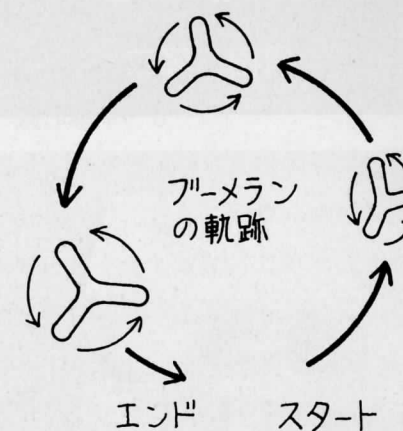 ブーメラン
の軌跡
エンド
スタート